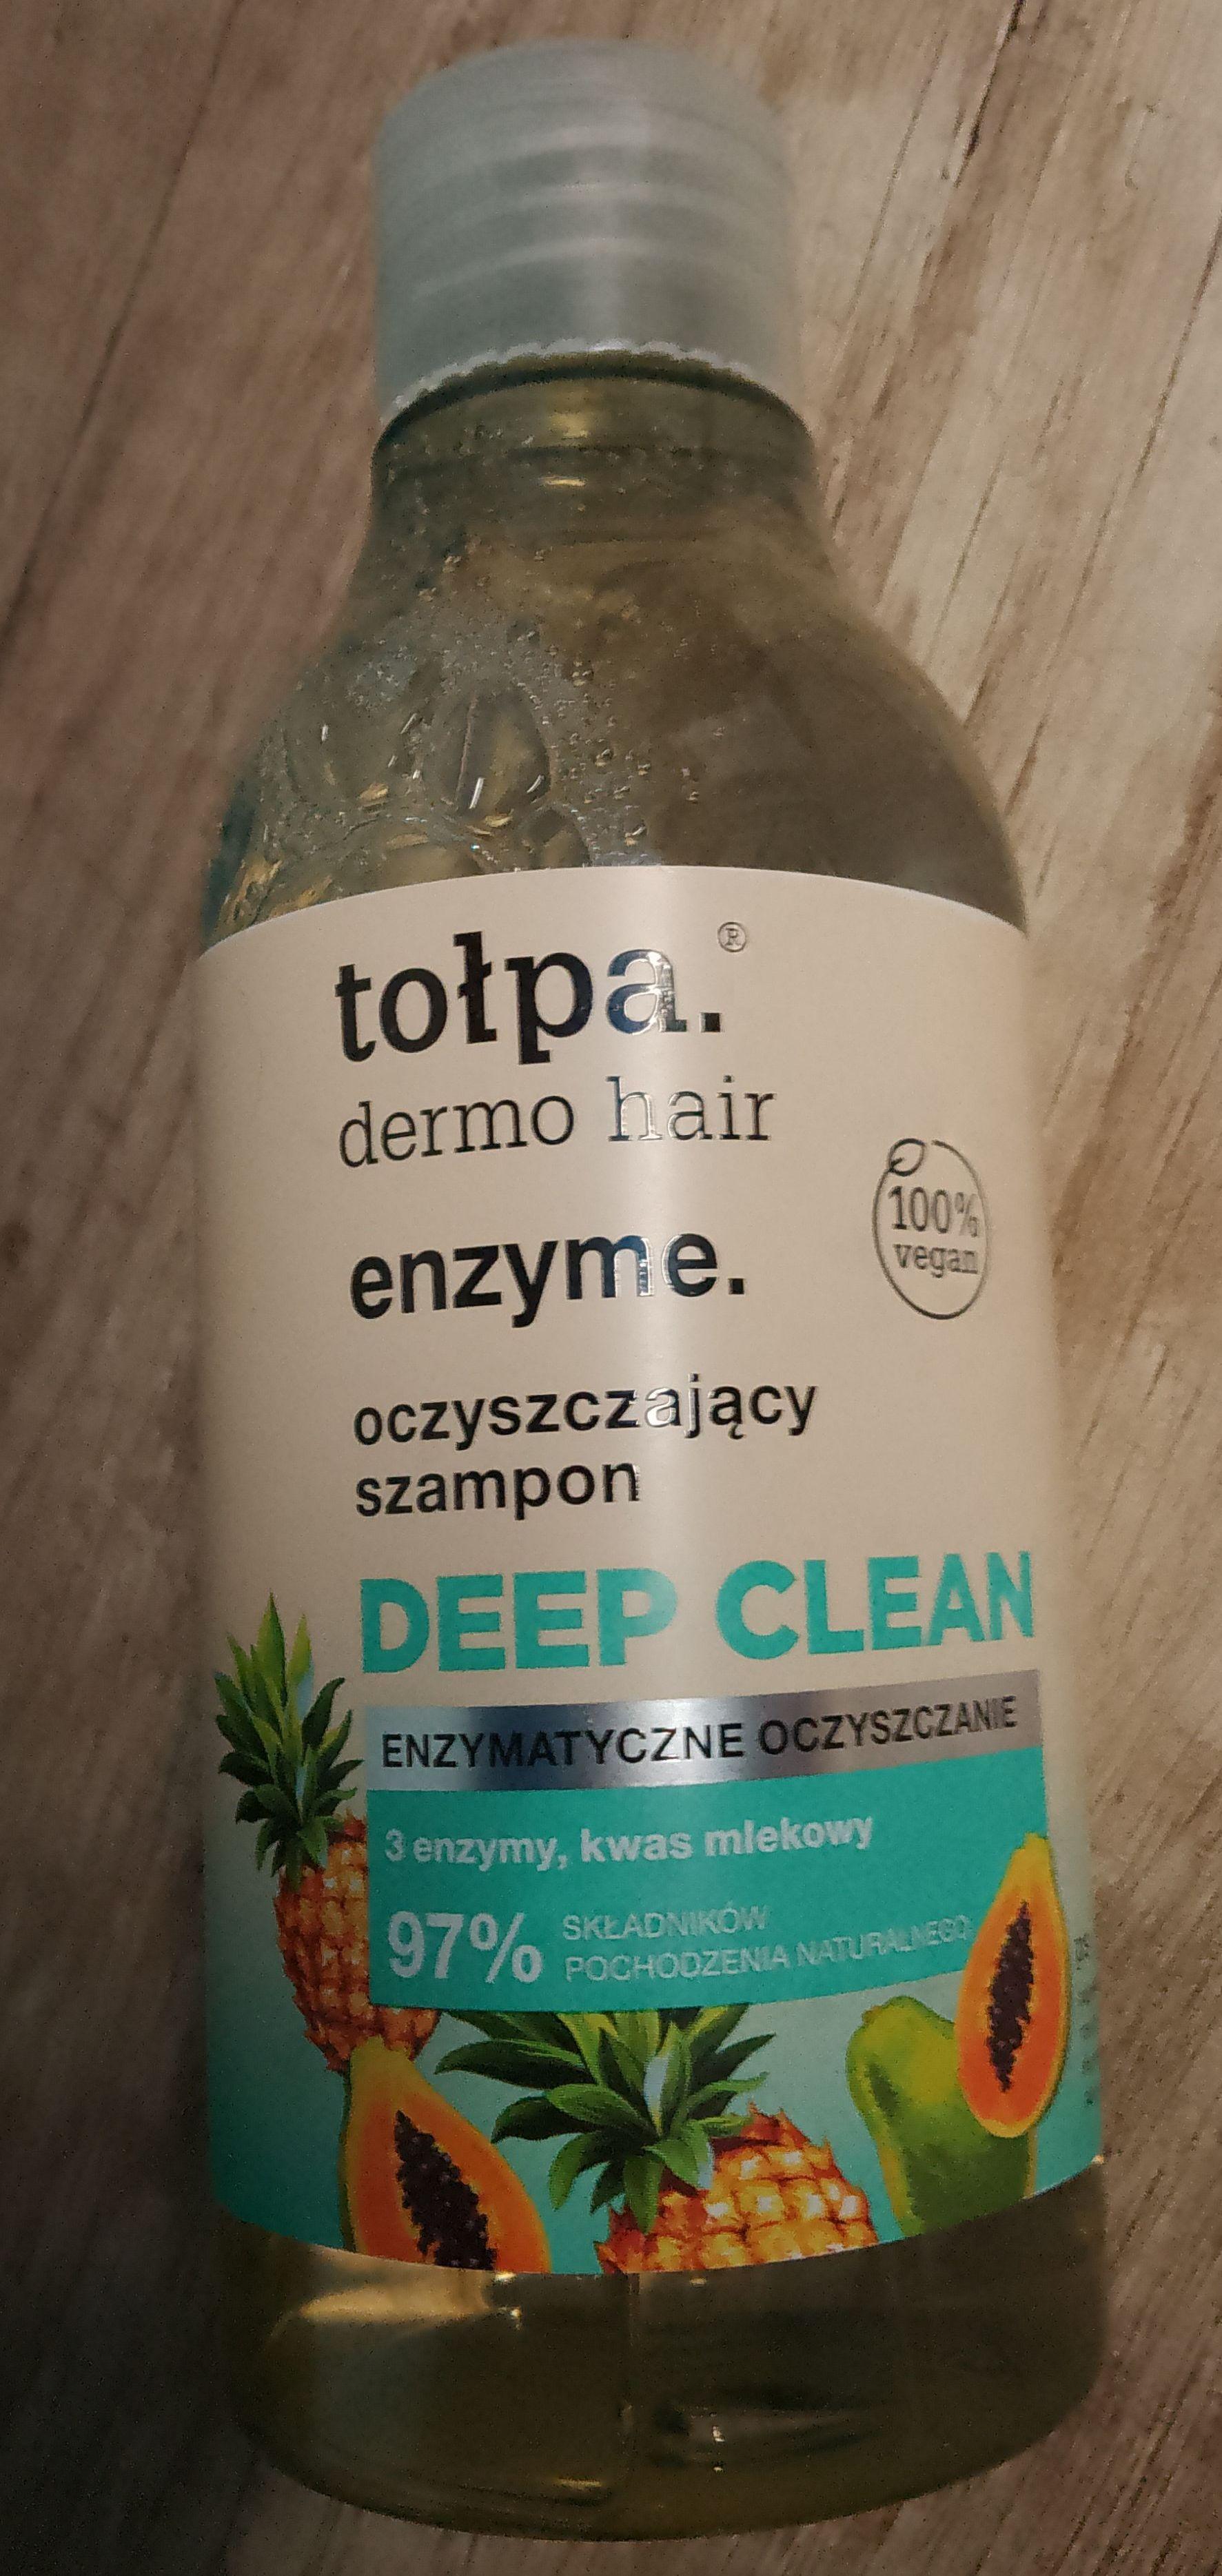 tołpa.®
dermo hair
100%
vegan
enzyme.
oczyszczający
szampon
DEEP CLEAN
ENZYMATYCZNE OCZYSZCZANIE
3 enzymy, kwas mlekowy
97% SKŁADNIKÓW
POCHODZENIA NATURALNEGO